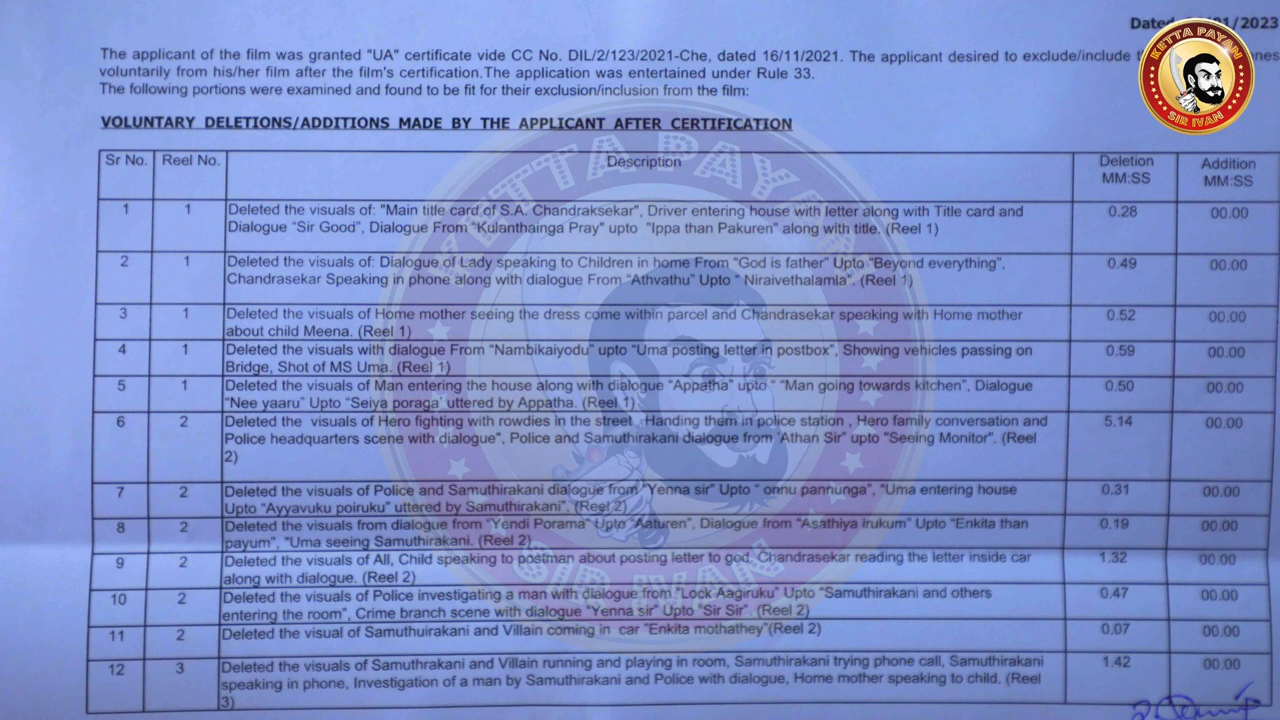 Dated 01/2023
The applicant of the film was granted "UA" certificate vide CC No. DIL/2/123/2021-Che, dated 16/11/2021. The applicant desired to exclude/include
voluntarily from his/her film after the film's certification.The application was entertained under Rule 33.
The following portions were examined and found to be fit for their exclusion/inclusion from the film:
VOLUNTARY DELETIONS/ADDITIONS MADE BY THE APPLICANT AFTER CERTIFICATION
Sr No. Reel No. Description Deletion MM:SS Addition MM:SS
1 1 Deleted the visuals of: "Main title card of S.A. Chandraksekar", Driver entering house with letter along with Title card and 0.28 00.00
Dialogue "Sir Good", Dialogue From "Kulanthainga Pray" upto "Ippa than Pakuren" along with title. (Reel 1)
2 1 Deleted the visuals of: Dialogue of Lady speaking to Children in home From "God is father" Upto "Beyond everything", 0.49 00.00
Chandrasekar Speaking in phone along with dialogue From "Athvathu" Upto " Niraivethalamla". (Reel 1)
3 1 Deleted the visuals of Home mother seeing the dress come within parcel and Chandrasekar speaking with Home mother 0.52 00.00
about child Meena. (Reel 1)
4 1 Deleted the visuals with dialogue From "Nambikaiyodu" upto "Uma posting letter in postbox", Showing vehicles passing on 0.59 00.00
Bridge, Shot of MS Uma. (Reel 1)
5 1 Deleted the visuals of Man entering the house along with dialogue "Appatha" upto " "Man going towards kitchen", Dialogue 0.50 00.00
"Nee yaaru" Upto "Seiya poraga" uttered by Appatha. (Reel 1)
6 2 Deleted the visuals of Hero fighting with rowdies in the street , Handing them in police station , Hero family conversation and 5.14 00.00
Police headquarters scene with dialogue", Police and Samuthirakani dialogue from "Athan Sir" upto "Seeing Monitor". (Reel
2)
7 2 Deleted the visuals of Police and Samuthirakani dialogue from "Yenna sir" Upto " onnu pannunga", "Uma entering house 0.31 00.00
Upto "Ayyavuku poiruku" uttered by Samuthirakani". (Reel 2)
8 2 Deleted the visuals from dialogue from "Yendi Porama" Upto "Aaturen", Dialogue from "Asathiya irukum" Upto "Enkita than 0.19 00.00
payum", "Uma seeing Samuthirakani. (Reel 2)
9 2 Deleted the visuals of All, Child speaking to postman about posting letter to god, Chandrasekar reading the letter inside car 1.32 00.00
along with dialogue. (Reel 2)
10 2 Deleted the visuals of Police investigating a man with dialogue from "Lock Aagiruku" Upto "Samuthirakani and others 0.47 00.00
entering the room", Crime branch scene with dialogue "Yenna sir" Upto "Sir Sir". (Reel 2)
11 2 Deleted the visual of Samuthuirakani and Villain coming in car "Enkita mothathey"(Reel 2) 0.07 00.00
12 3 Deleted the visuals of Samuthrakani and Villain running and playing in room, Samuthirakani trying phone call, Samuthirakani 1.42 00.00
speaking in phone, Investigation of a man by Samuthirakani and Police with dialogue, Home mother speaking to child. (Reel
3)
KETTA PAYAN
SIR IVAN
KETTA PAYAN
SIR IVAN